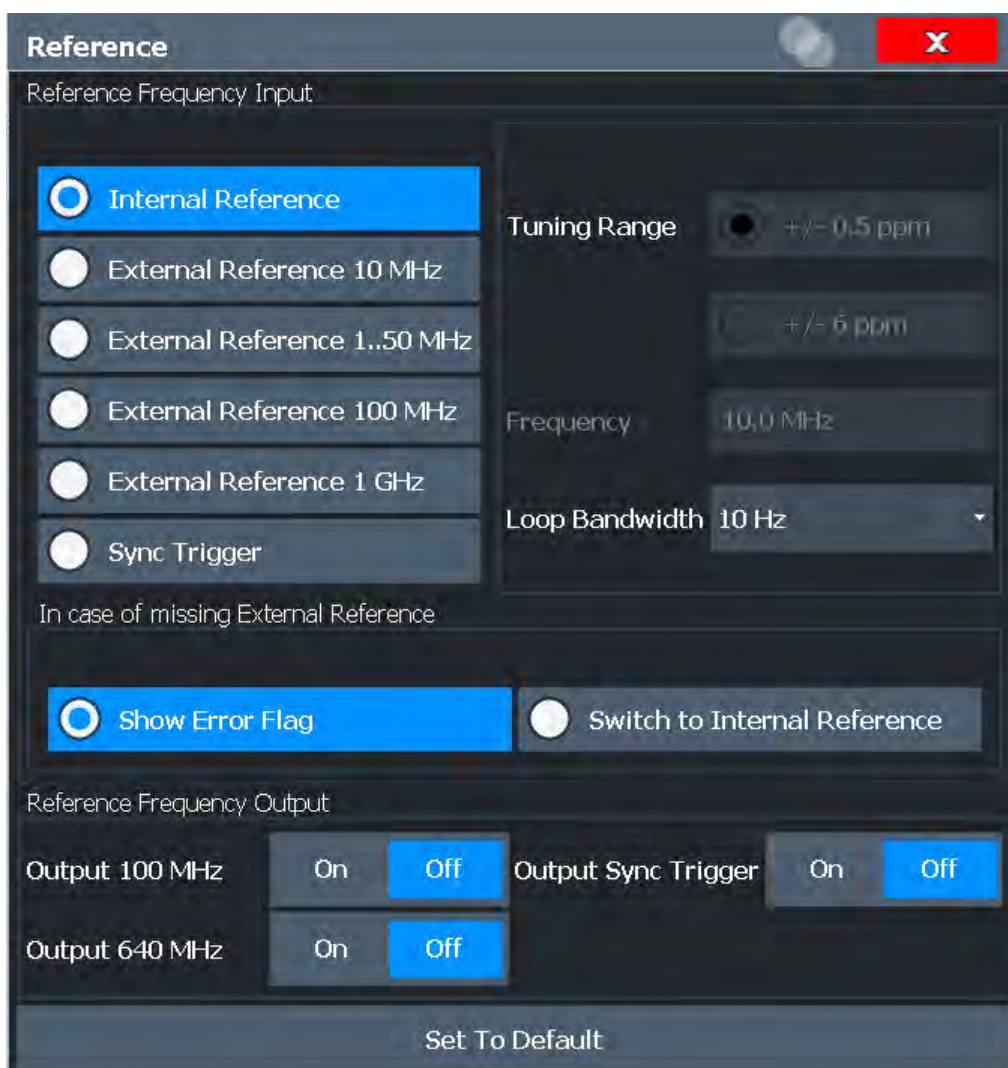 Reference
X
Reference Frequency Input
Internal Reference
External Reference 10 MHz
External Reference 1..50 MHz
External Reference 100 MHz
External Reference 1 GHz
Sync Trigger
Tuning Range
+/- 0.5 ppm
+/- 6 ppm
Frequency 10.0 MHz
Loop Bandwidth 10 Hz
In case of missing External Reference
Show Error Flag
Switch to Internal Reference
Reference Frequency Output
Output 100 MHz On Off
Output Sync Trigger On Off
Output 640 MHz On Off
Set To Default